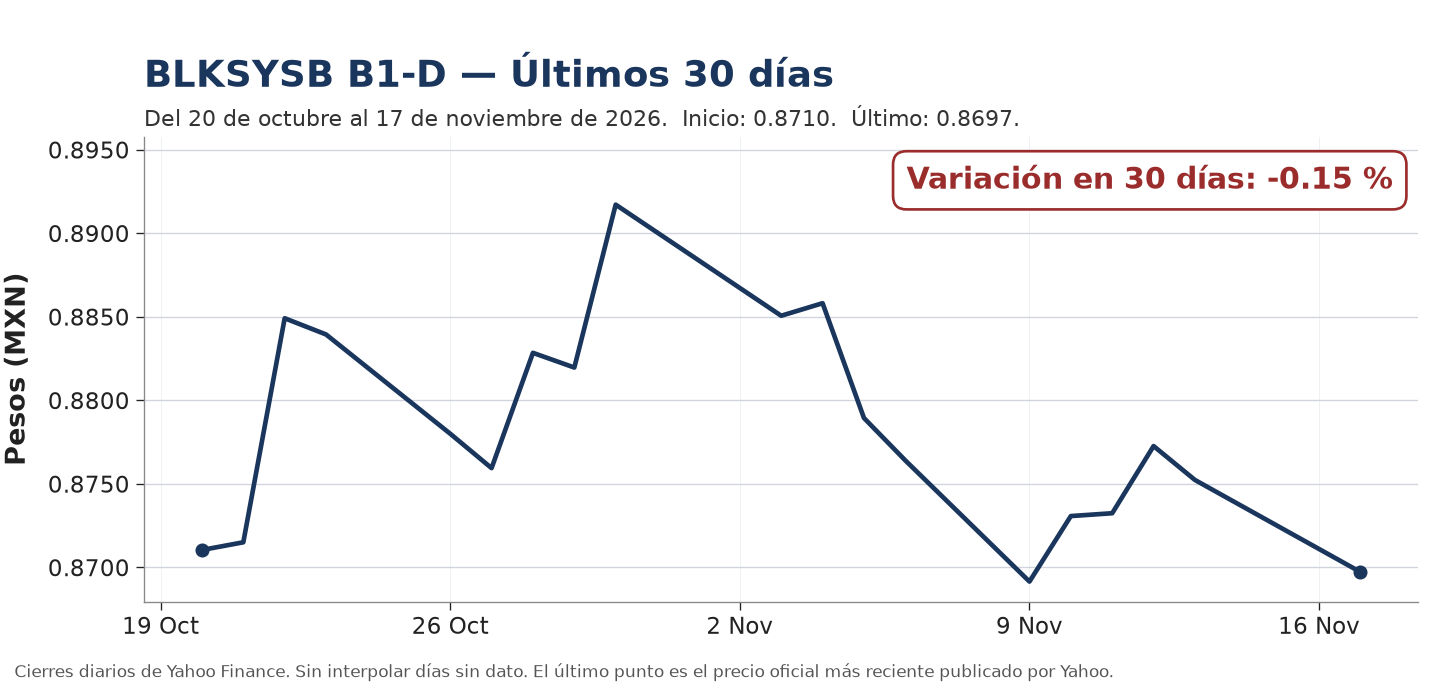 BLKSYSB B1-D — Últimos 30 días
Del 20 de octubre al 17 de noviembre de 2026.  Inicio: 0.8710.  Último: 0.8697.
Variación en 30 días: -0.15 %
Pesos (MXN)
0.8950
0.8900
0.8850
0.8800
0.8750
0.8700
19 Oct
26 Oct
2 Nov
9 Nov
16 Nov
Cierres diarios de Yahoo Finance. Sin interpolar días sin dato. El último punto es el precio oficial más reciente publicado por Yahoo.